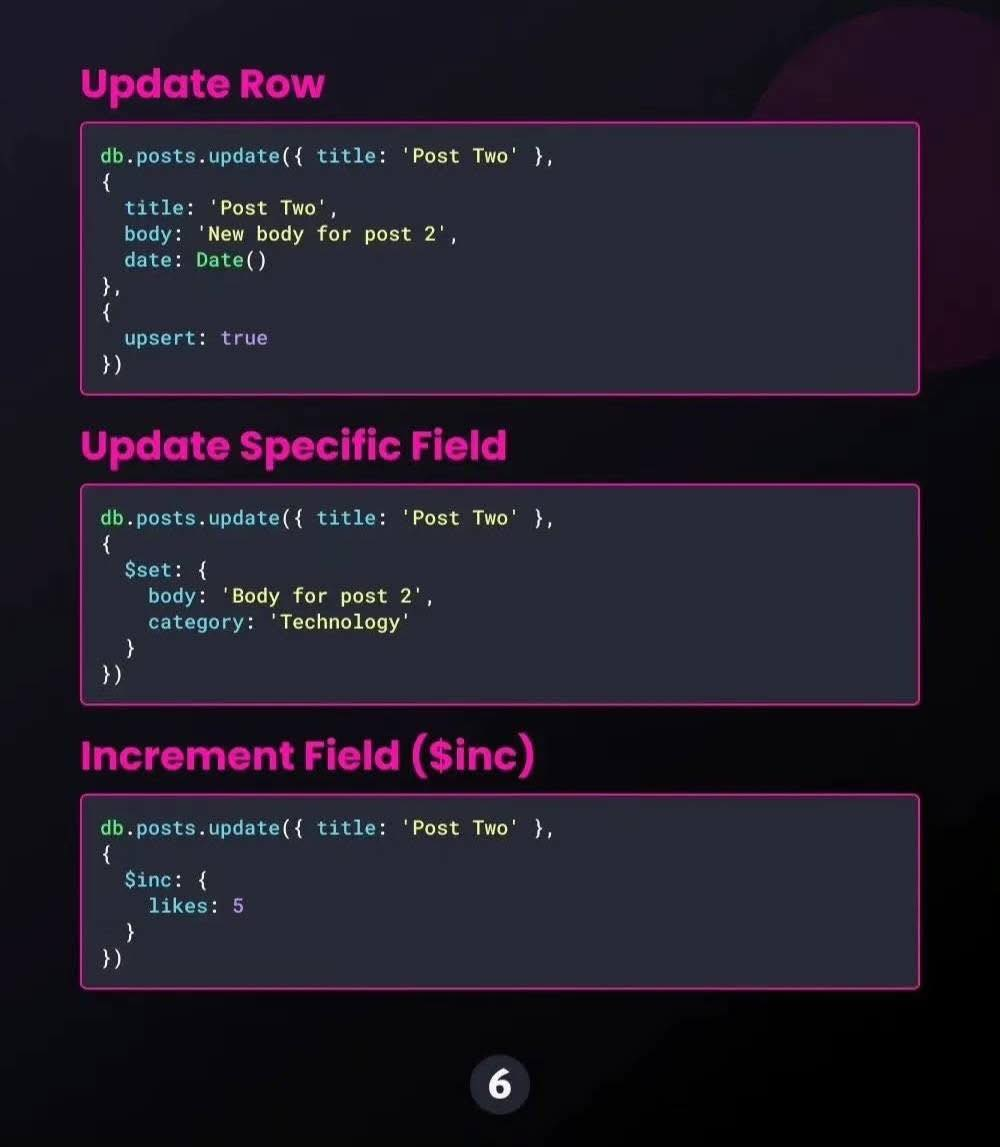 Update Row
db.posts.update({ title: 'Post Two' },
{
  title: 'Post Two',
  body: 'New body for post 2',
  date: Date()
},
{
  upsert: true
})
Update Specific Field
db.posts.update({ title: 'Post Two' },
{
  $set: {
    body: 'Body for post 2',
    category: 'Technology'
  }
})
Increment Field ($inc)
db.posts.update({ title: 'Post Two' },
{
  $inc: {
    likes: 5
  }
})
6